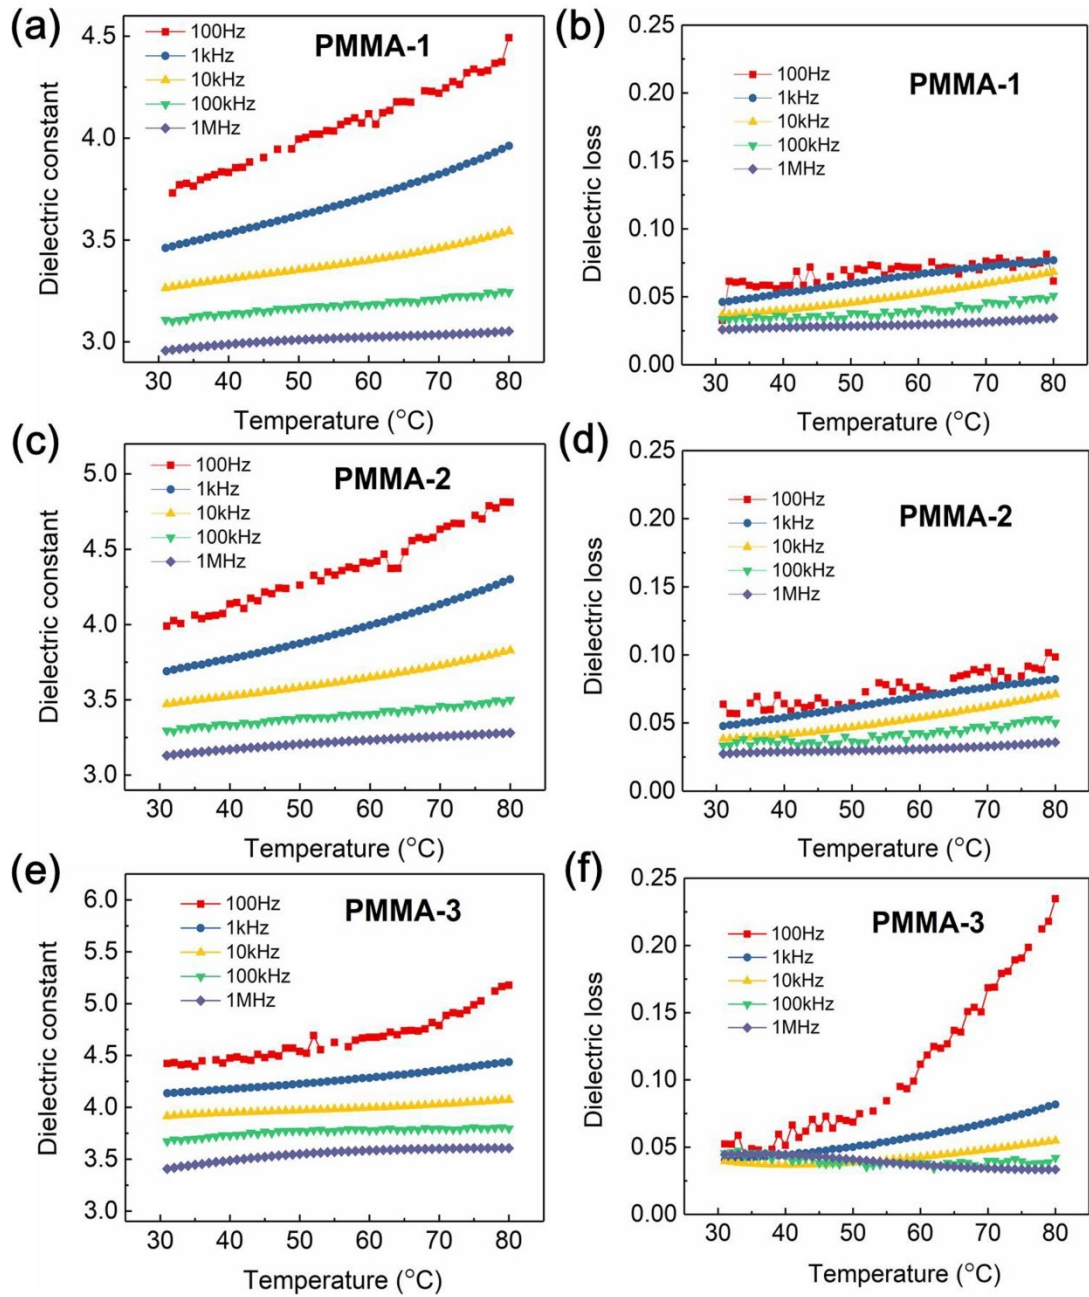 (a)
PMMA-1
100Hz
1kHz
10kHz
100kHz
1MHz
4.5
4.0
3.5
3.0
Dielectric constant
30 40 50 60 70 80
Temperature (°C)
(b)
PMMA-1
100Hz
1kHz
10kHz
100kHz
1MHz
0.25
0.20
0.15
0.10
0.05
0.00
Dielectric loss
30 40 50 60 70 80
Temperature (°C)
(c)
PMMA-2
100Hz
1kHz
10kHz
100kHz
1MHz
5.0
4.5
4.0
3.5
3.0
Dielectric constant
30 40 50 60 70 80
Temperature (°C)
(d)
PMMA-2
100Hz
1kHz
10kHz
100kHz
1MHz
0.25
0.20
0.15
0.10
0.05
0.00
Dielectric loss
30 40 50 60 70 80
Temperature (°C)
(e)
PMMA-3
100Hz
1kHz
10kHz
100kHz
1MHz
6.0
5.5
5.0
4.5
4.0
3.5
3.0
Dielectric constant
30 40 50 60 70 80
Temperature (°C)
(f)
PMMA-3
100Hz
1kHz
10kHz
100kHz
1MHz
0.25
0.20
0.15
0.10
0.05
0.00
Dielectric loss
30 40 50 60 70 80
Temperature (°C)